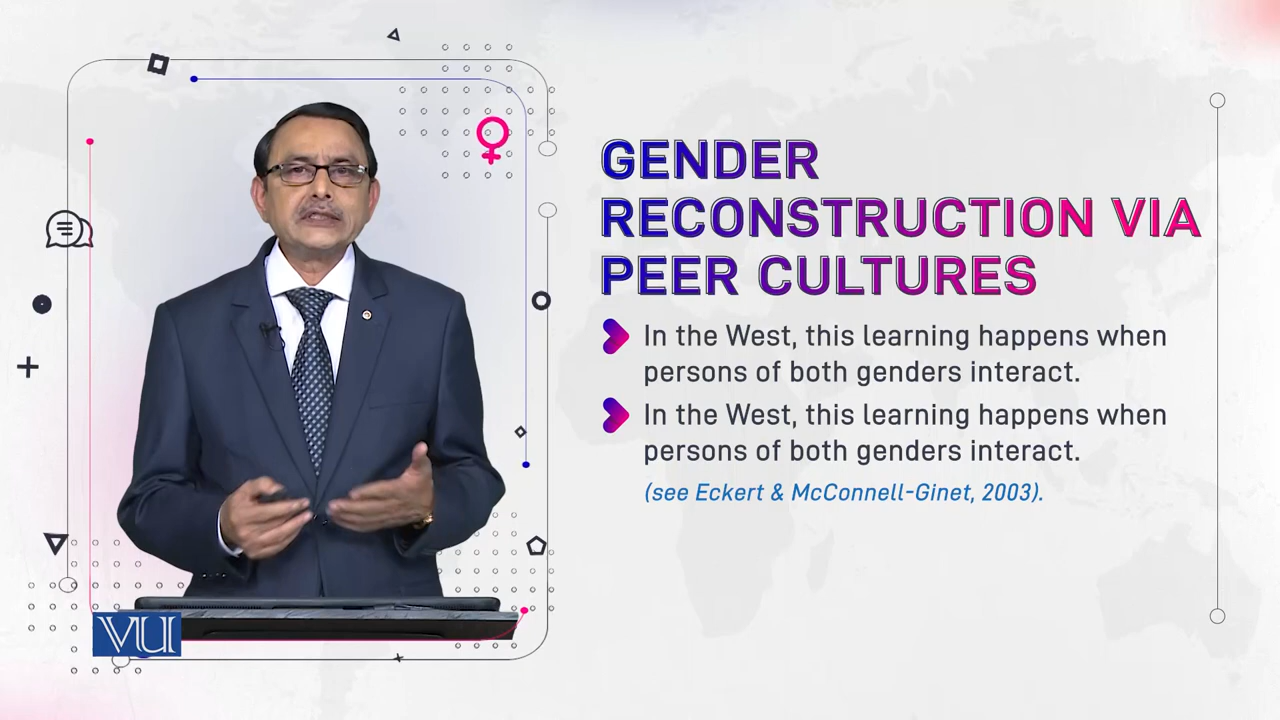 GENDER
RECONSTRUCTION VIA
PEER CULTURES
In the West, this learning happens when
persons of both genders interact.
In the West, this learning happens when
persons of both genders interact.
(see Eckert & McConnell-Ginet, 2003).
VU